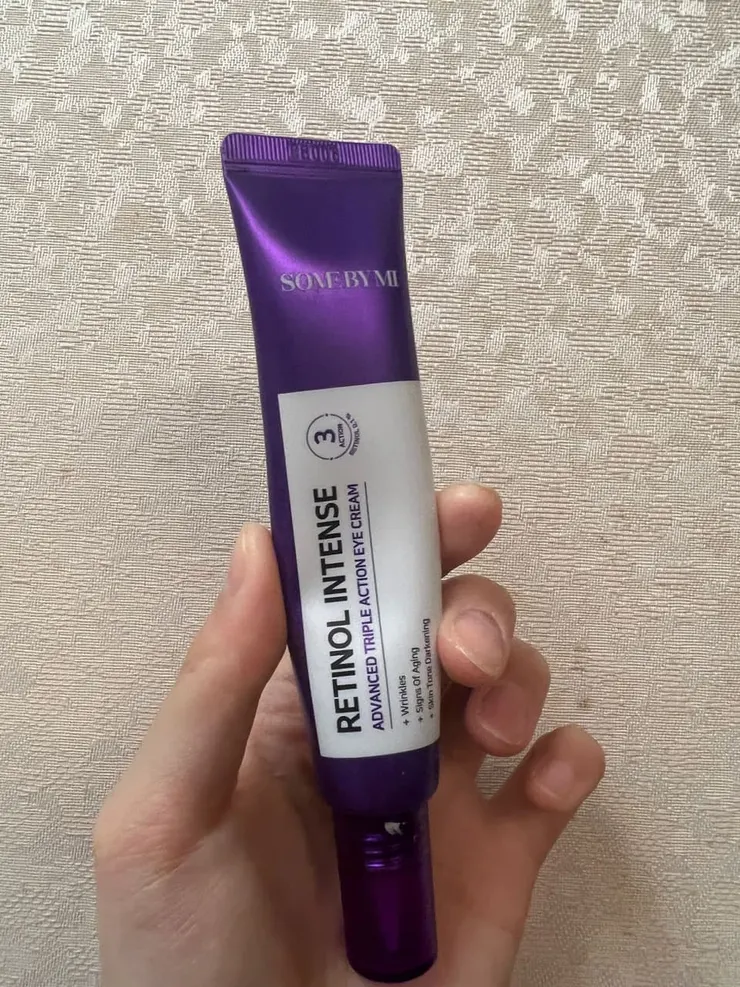 SOME BY MI
3
ACTION
RETINOL INTENSE
ADVANCED TRIPLE ACTION EYE CREAM
+ Wrinkles
+ Signs Of Aging
+ Skin Tone Darkening